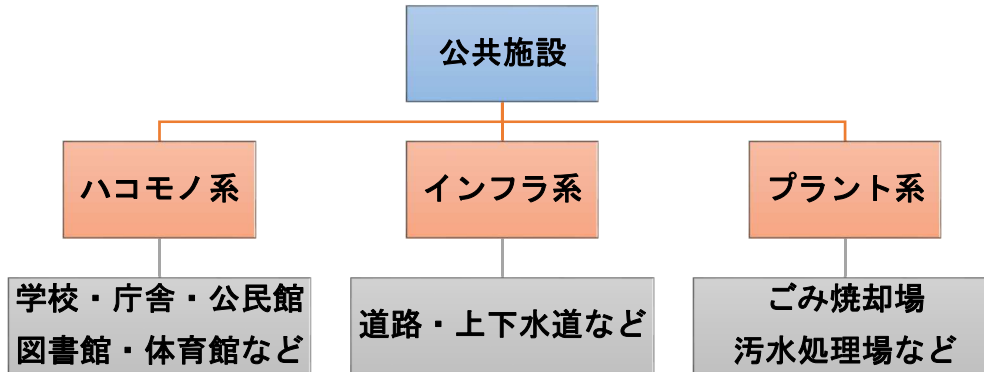 公共施設
ハコモノ系
インフラ系
プラント系
学校・庁舎・公民館
図書館・体育館など
道路・上下水道など
ごみ焼却場
汚水処理場など